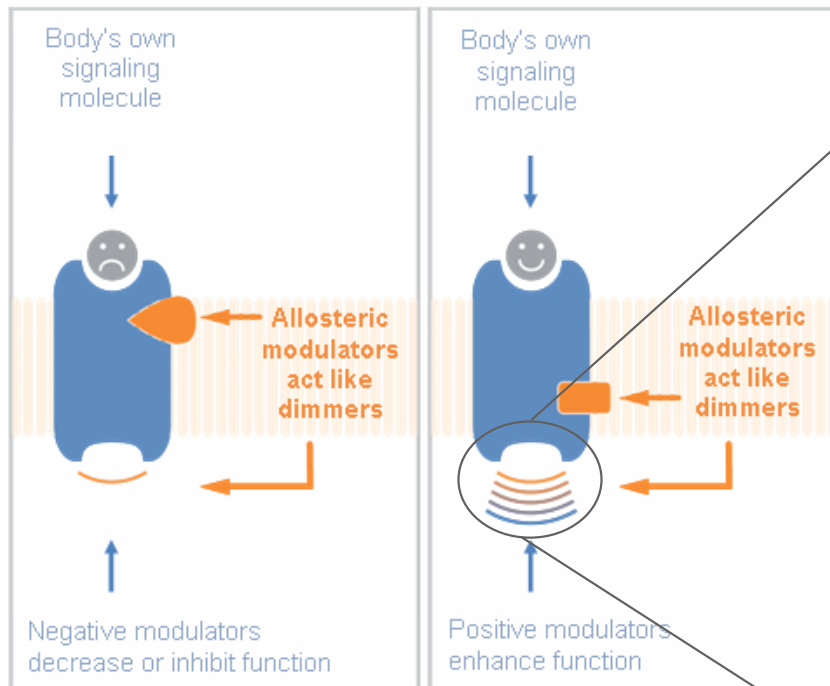 Body's own
signaling
molecule
Allosteric
modulators
act like
dimmers
Negative modulators
decrease or inhibit function
Body's own
signaling
molecule
Allosteric
modulators
act like
dimmers
Positive modulators
enhance function